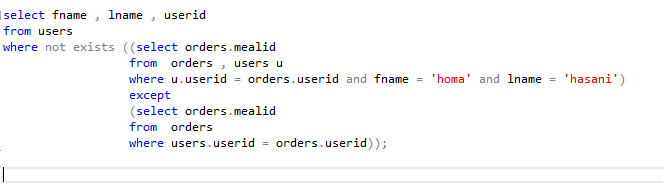 select fname , lname , userid
from users
where not exists ((select orders.mealid
from orders , users u
where u.userid = orders.userid and fname = 'homa' and lname = 'hasani')
except
(select orders.mealid
from orders
where users.userid = orders.userid));